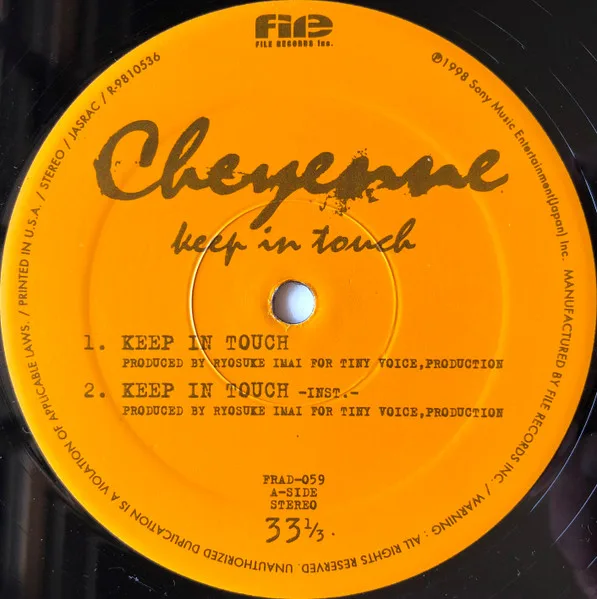 FILE
FILE RECORDS Inc.
Cheyenne
keep in touch
1. KEEP IN TOUCH
PRODUCED BY RYOSUKE IMAI FOR TINY VOICE,PRODUCTION
2. KEEP IN TOUCH -INST.-
PRODUCED BY RYOSUKE IMAI FOR TINY VOICE,PRODUCTION
FRAD-059
A-SIDE
STEREO
33 1/3.
℗1998 Sony Music Entertainment(Japan) Inc. MANUFACTURED BY FILE RECORDS INC. / WARNING : ALL RIGHTS RESERVED. UNAUTHORIZED DUPLICATION IS A VIOLATION OF APPLICABLE LAWS. / PRINTED IN U.S.A. / STEREO / JASRAC / R-9810536